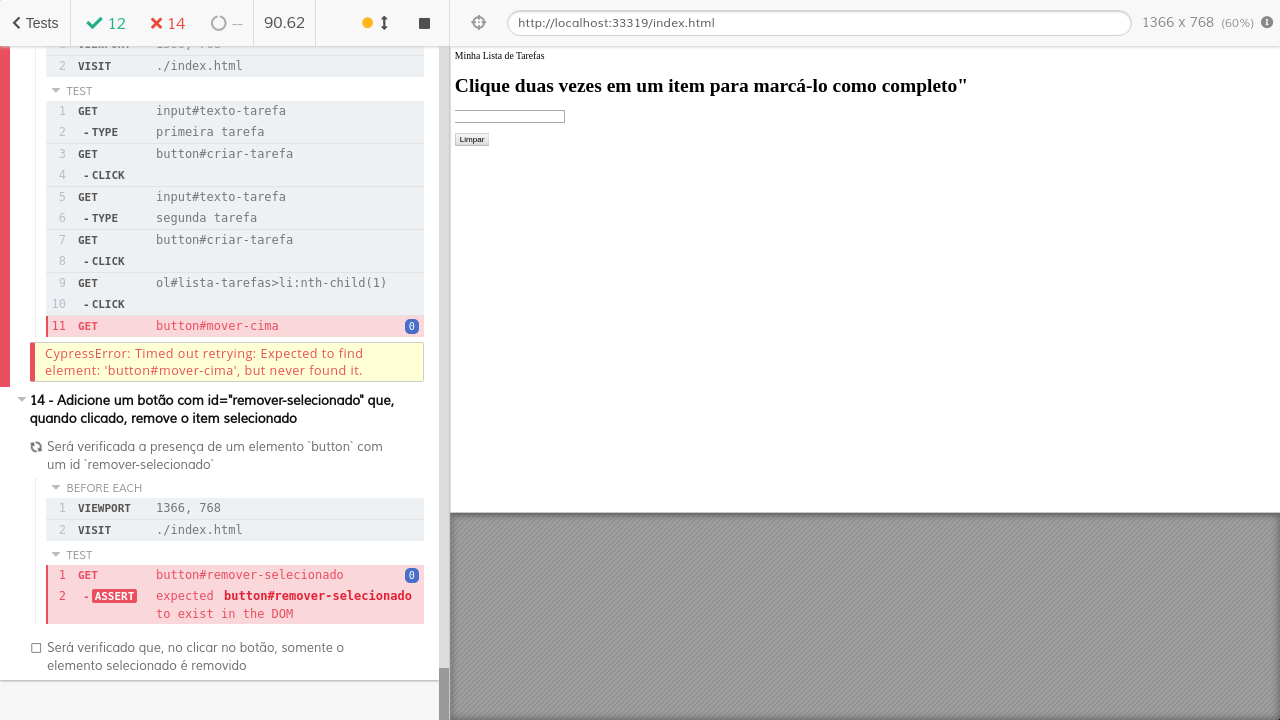 Tests 12 14 -- 90.62
http://localhost:33319/index.html 1366 x 768 (60%)
2 VISIT ./index.html
TEST
1 GET input#texto-tarefa
2 - TYPE primeira tarefa
3 GET button#criar-tarefa
4 - CLICK
5 GET input#texto-tarefa
6 - TYPE segunda tarefa
7 GET button#criar-tarefa
8 - CLICK
9 GET ol#lista-tarefas>li:nth-child(1)
10 - CLICK
11 GET button#mover-cima 0
CypressError: Timed out retrying: Expected to find
element: 'button#mover-cima', but never found it.
14 - Adicione um botão com id="remover-selecionado" que,
quando clicado, remove o item selecionado
Será verificada a presença de um elemento `button` com
um id `remover-selecionado`
BEFORE EACH
1 VIEWPORT 1366, 768
2 VISIT ./index.html
TEST
1 GET button#remover-selecionado 0
2 - ASSERT expected button#remover-selecionado
to exist in the DOM
Será verificado que, no clicar no botão, somente o
elemento selecionado é removido
Minha Lista de Tarefas
Clique duas vezes em um item para marcá-lo como completo"
Limpar